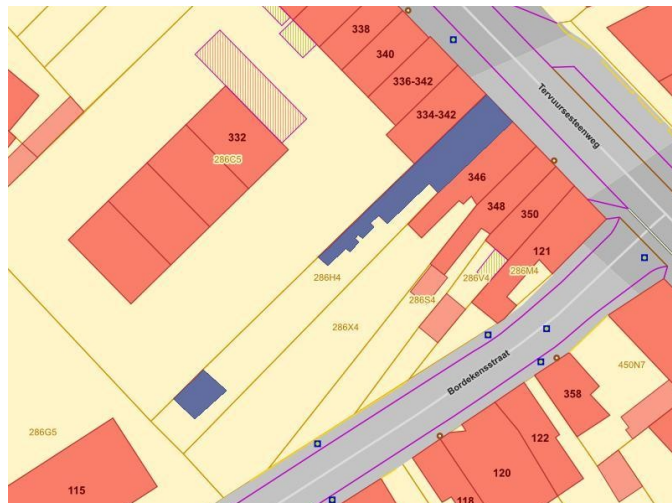 338
340
336-342
334-342
Tervuursesteenweg
332
286C5
346
348
350
121
286H4
286V4
286M4
286S4
286X4
Bordekensstraat
450N7
358
286G5
122
115
120
118